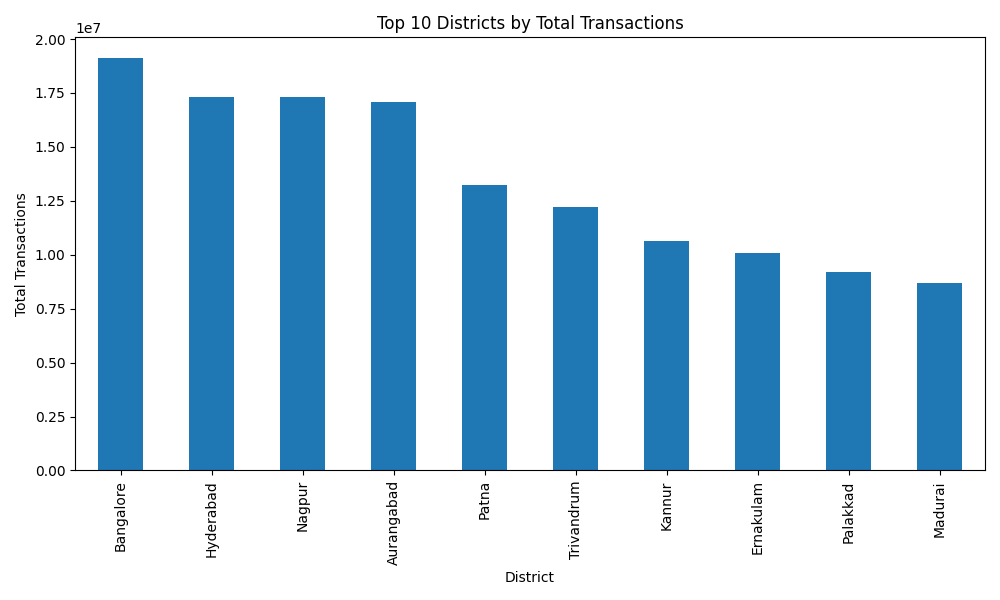 Top 10 Districts by Total Transactions
1e7
2.00
1.75
1.50
1.25
1.00
0.75
0.50
0.25
0.00
Total Transactions
Bangalore
Hyderabad
Nagpur
Aurangabad
Patna
Trivandrum
Kannur
Ernakulam
Palakkad
Madurai
District